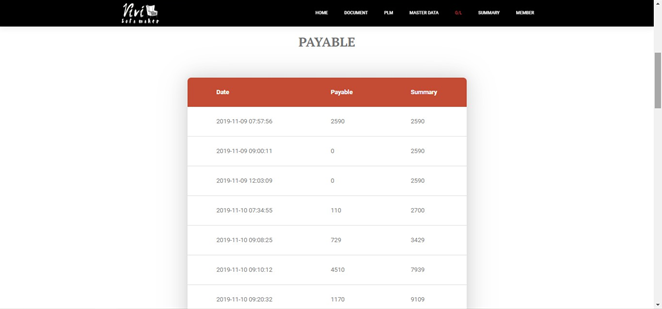 Nivi
HOME DOCUMENT PLM MASTER DATA G/L SUMMARY MEMBER
PAYABLE
Date Payable Summary
2019-11-09 07:57:56 2590 2590
2019-11-09 09:00:11 0 2590
2019-11-09 12:03:09 0 2590
2019-11-10 07:34:55 110 2700
2019-11-10 09:08:25 729 3429
2019-11-10 09:10:12 4510 7939
2019-11-10 09:20:32 1170 9109